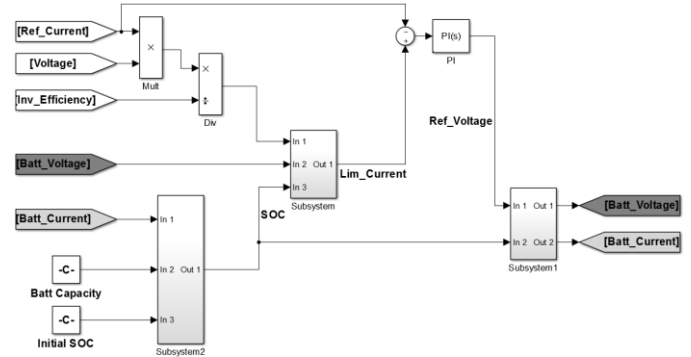 [Ref_Current]
[Voltage]
[Inv_Efficiency]
×
Mult
×
÷
Div
[Batt_Voltage]
[Batt_Current]
-C-
Batt Capacity
-C-
Initial SOC
In 1
In 2
In 3
Out 1
Subsystem2
SOC
In 1
In 2
In 3
Out 1
Subsystem
Lim_Current
−
+
PI(s)
PI
Ref_Voltage
In 1
In 2
Out 1
Out 2
Subsystem1
[Batt_Voltage]
[Batt_Current]